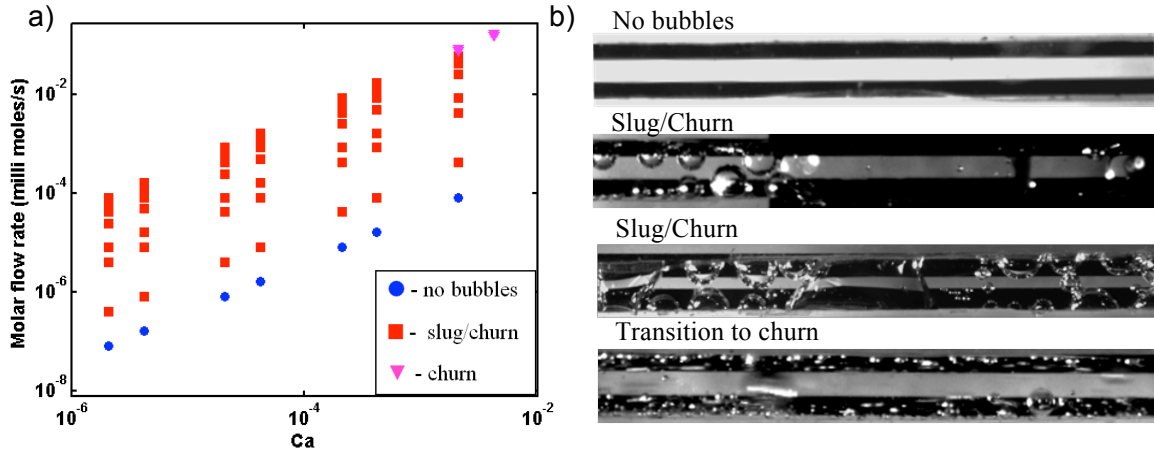 a)
Molar flow rate (milli moles/s)
10⁻²
10⁻⁴
10⁻⁶
10⁻⁸
10⁻⁶
10⁻⁴
10⁻²
Ca
- no bubbles
- slug/churn
- churn
b)
No bubbles
Slug/Churn
Slug/Churn
Transition to churn